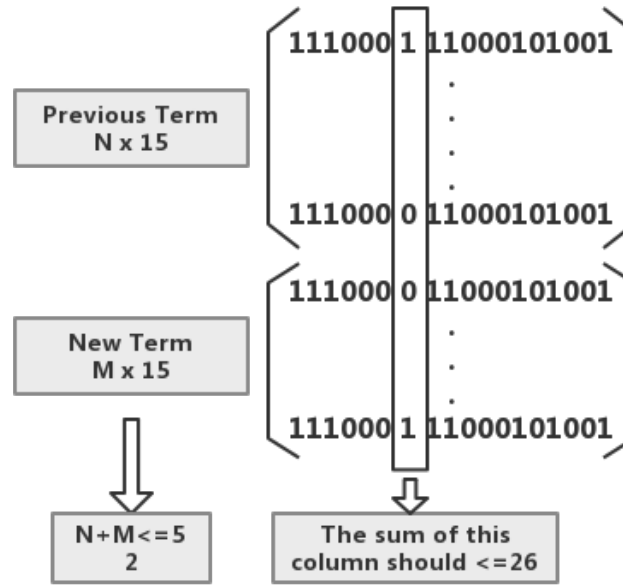 111000 1 11000101001
Previous Term
N x 15
111000 0 11000101001
111000 0 11000101001
New Term
M x 15
111000 1 11000101001
N+M<=5
2
The sum of this
column should <=26